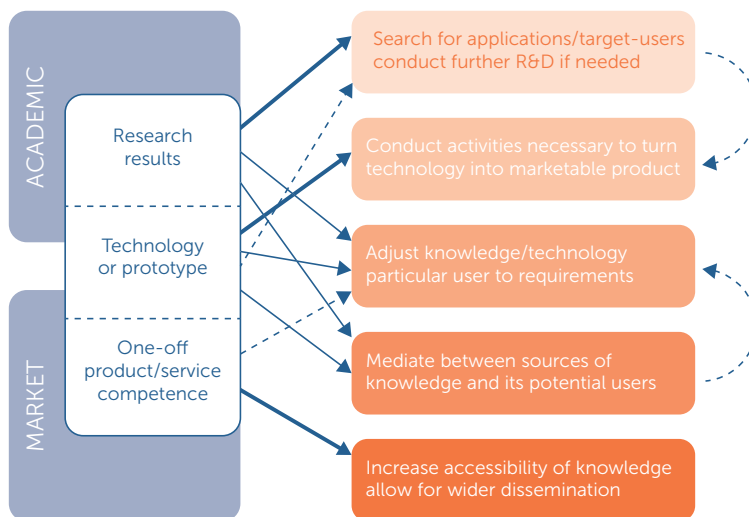 ACADEMIC
MARKET
Research
results
Technology
or prototype
One-off
product/service
competence
Search for applications/target-users
conduct further R&D if needed
Conduct activities necessary to turn
technology into marketable product
Adjust knowledge/technology
particular user to requirements
Mediate between sources of
knowledge and its potential users
Increase accessibility of knowledge
allow for wider dissemination